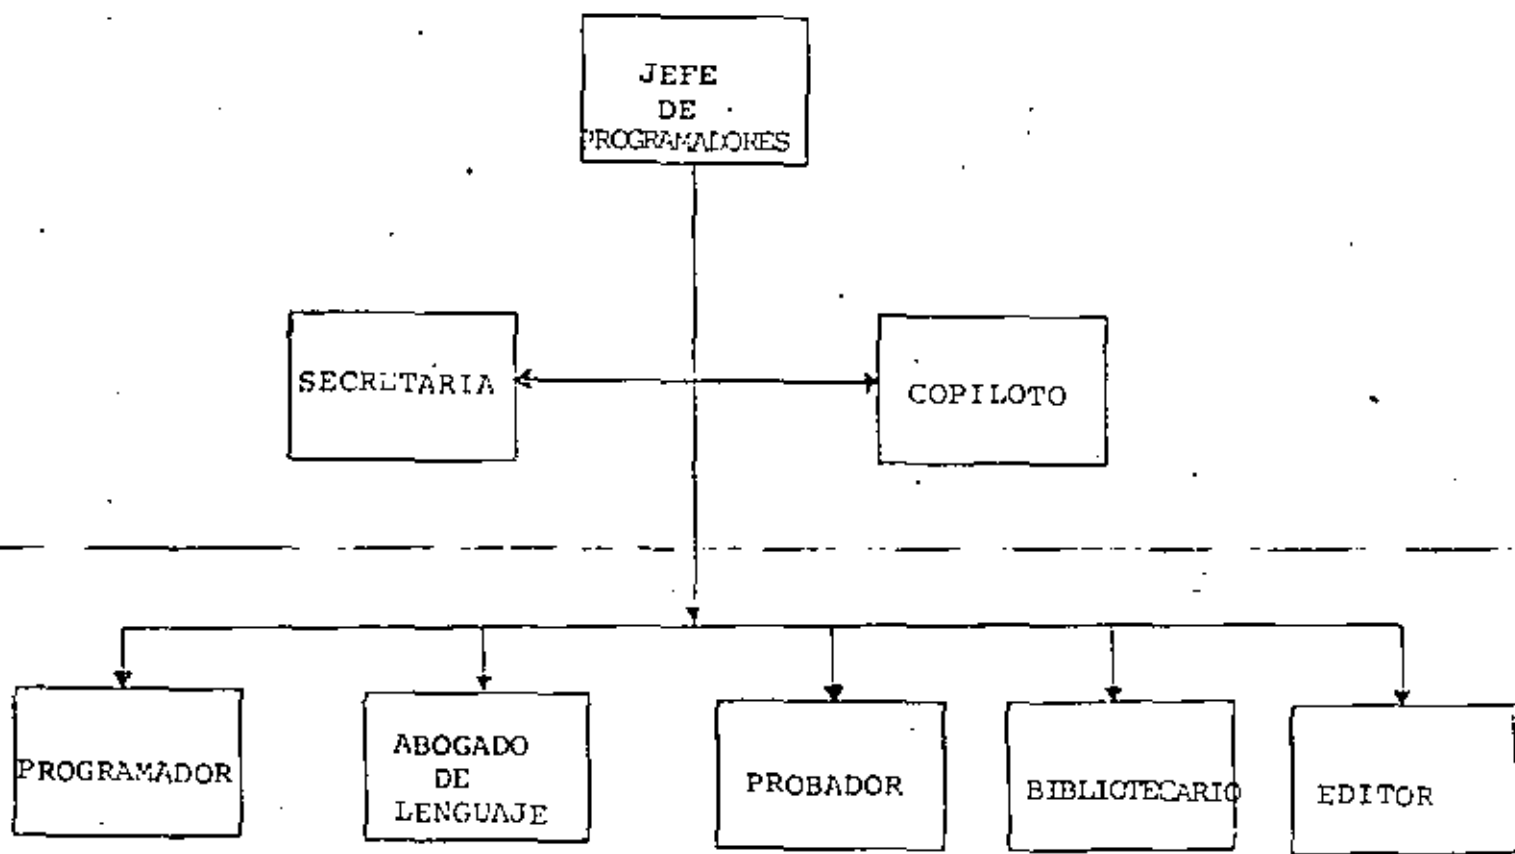 JEFE
DE
PROGRAMADORES
SECRETARIA
COPILOTO
PROGRAMADOR
ABOGADO
DE
LENGUAJE
PROBADOR
BIBLIOTECARIO
EDITOR